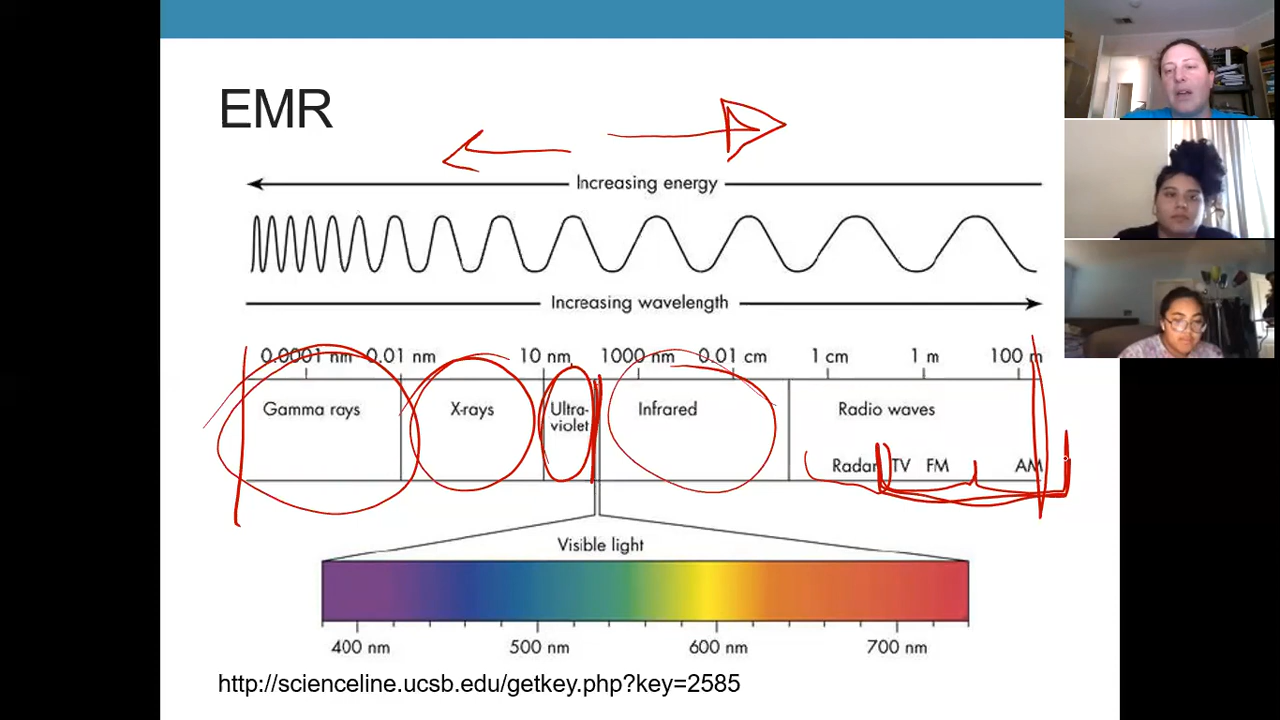 EMR
Increasing energy
Increasing wavelength
0.0001 nm 0.01 nm 10 nm 1000 nm 0.01 cm 1 cm 1 m 100 m
Gamma rays X-rays Ultra- Infrared Radio waves
violet
Radar TV FM AM
Visible light
400 nm 500 nm 600 nm 700 nm
http://scienceline.ucsb.edu/getkey.php?key=2585